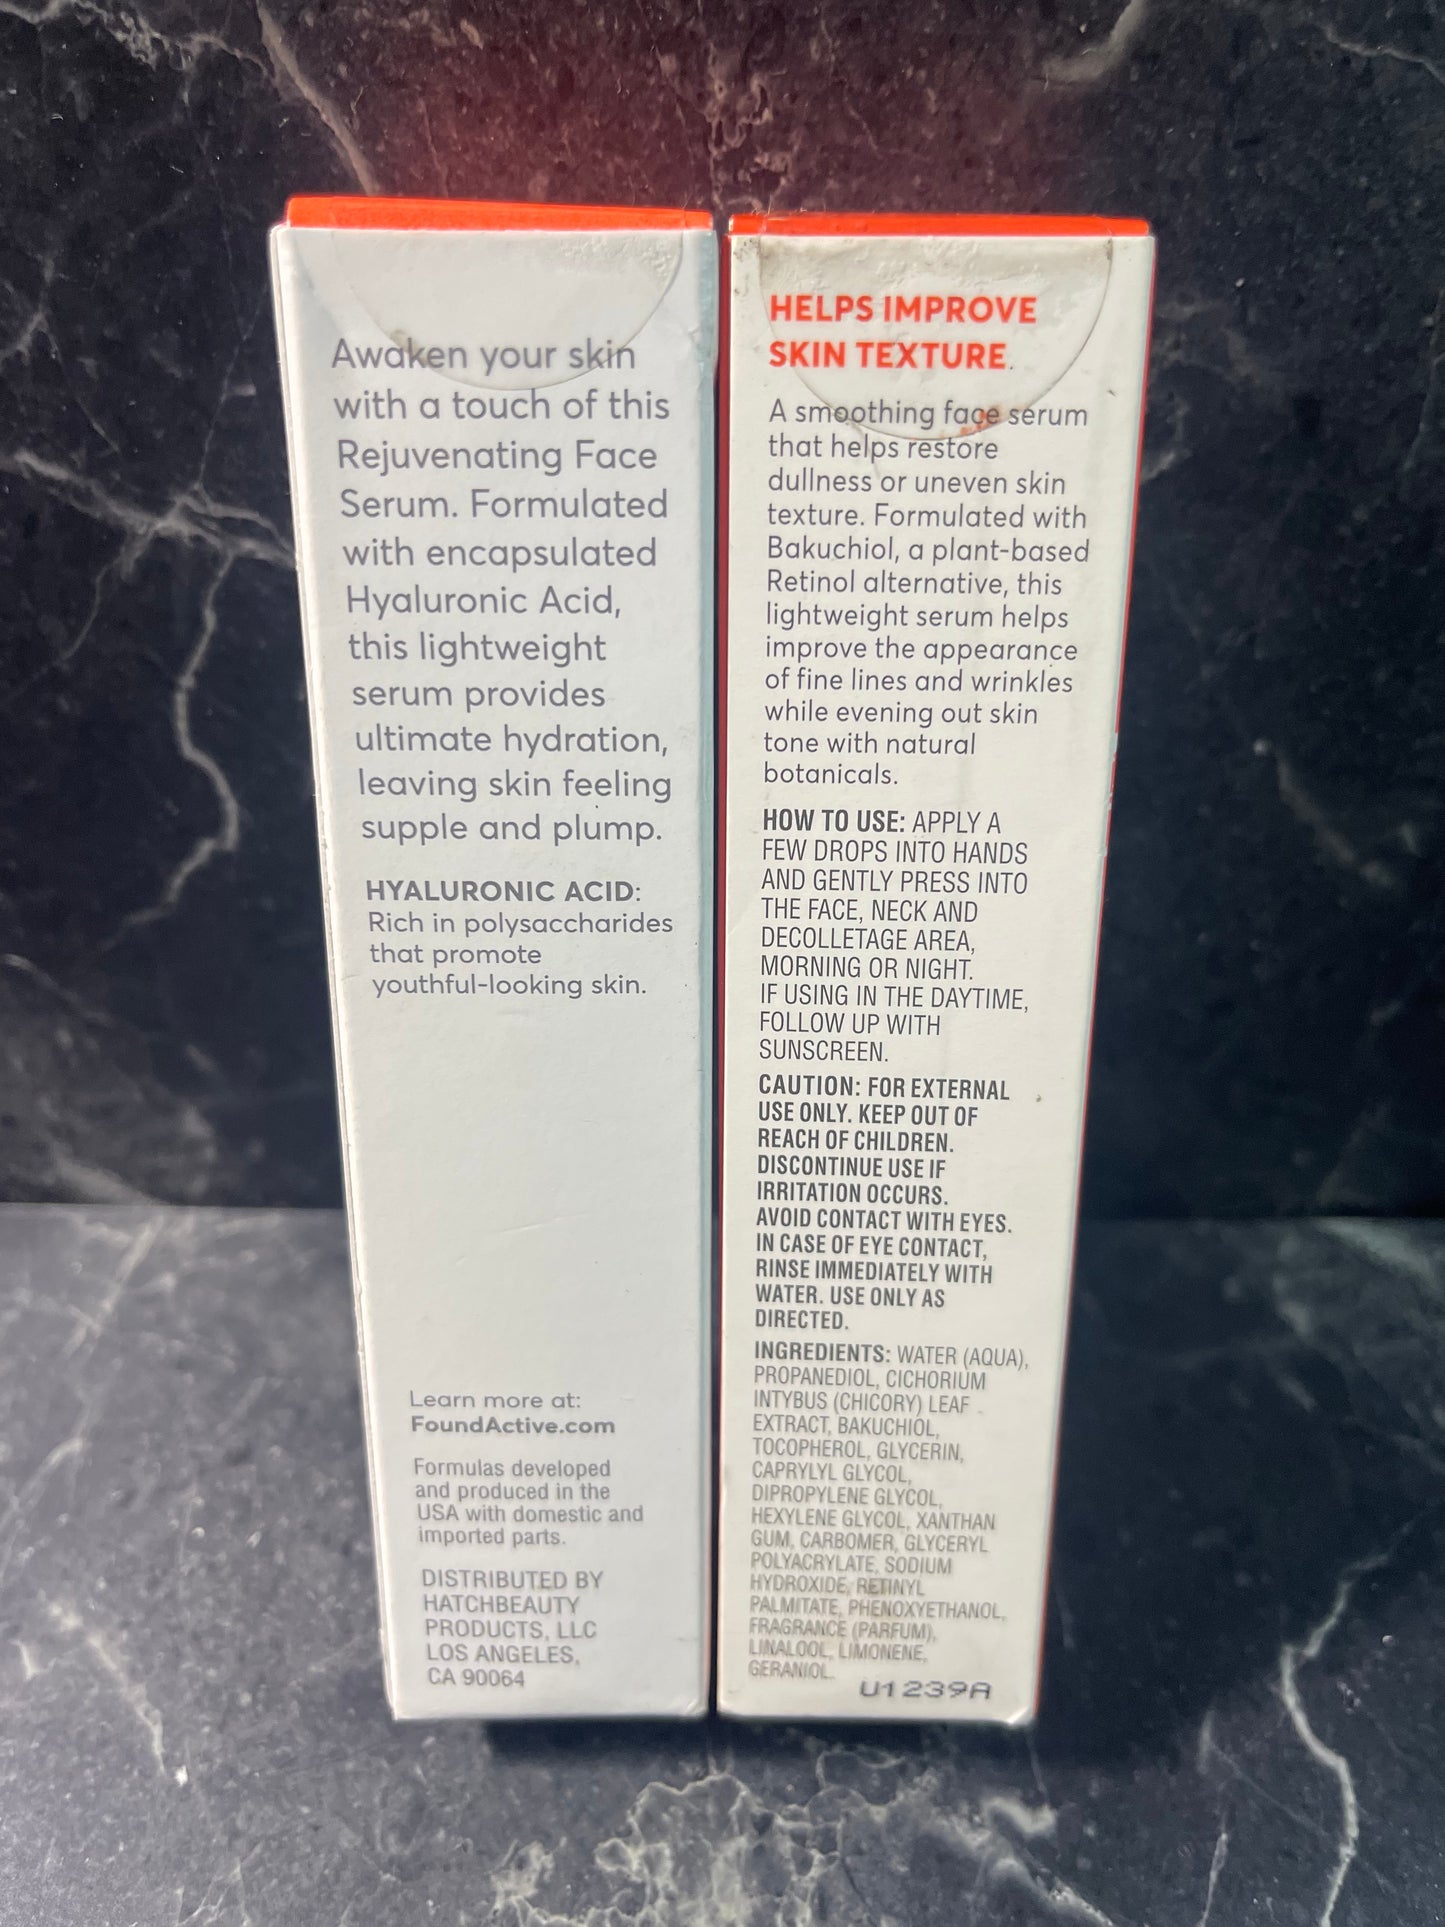 Awaken your skin
with a touch of this
Rejuvenating Face
Serum. Formulated
with encapsulated
Hyaluronic Acid,
this lightweight
serum provides
ultimate hydration,
leaving skin feeling
supple and plump.
HYALURONIC ACID:
Rich in polysaccharides
that promote
youthful-looking skin.
Learn more at:
FoundActive.com
Formulas developed
and produced in the
USA with domestic and
imported parts.
DISTRIBUTED BY
HATCHBEAUTY
PRODUCTS, LLC
LOS ANGELES,
CA 90064
HELPS IMPROVE
SKIN TEXTURE.
A smoothing face serum
that helps restore
dullness or uneven skin
texture. Formulated with
Bakuchiol, a plant-based
Retinol alternative, this
lightweight serum helps
improve the appearance
of fine lines and wrinkles
while evening out skin
tone with natural
botanicals.
HOW TO USE: APPLY A
FEW DROPS INTO HANDS
AND GENTLY PRESS INTO
THE FACE, NECK AND
DECOLLETAGE AREA,
MORNING OR NIGHT.
IF USING IN THE DAYTIME,
FOLLOW UP WITH
SUNSCREEN.
CAUTION: FOR EXTERNAL
USE ONLY. KEEP OUT OF
REACH OF CHILDREN.
DISCONTINUE USE IF
IRRITATION OCCURS.
AVOID CONTACT WITH EYES.
IN CASE OF EYE CONTACT,
RINSE IMMEDIATELY WITH
WATER. USE ONLY AS
DIRECTED.
INGREDIENTS: WATER (AQUA),
PROPANEDIOL, CICHORIUM
INTYBUS (CHICORY) LEAF
EXTRACT, BAKUCHIOL,
TOCOPHEROL, GLYCERIN,
CAPRYLYL GLYCOL,
DIPROPYLENE GLYCOL,
HEXYLENE GLYCOL, XANTHAN
GUM, CARBOMER, GLYCERYL
POLYACRYLATE, SODIUM
HYDROXIDE, RETINYL
PALMITATE, PHENOXYETHANOL,
FRAGRANCE (PARFUM),
LINALOOL, LIMONENE,
GERANIOL.
U1239A